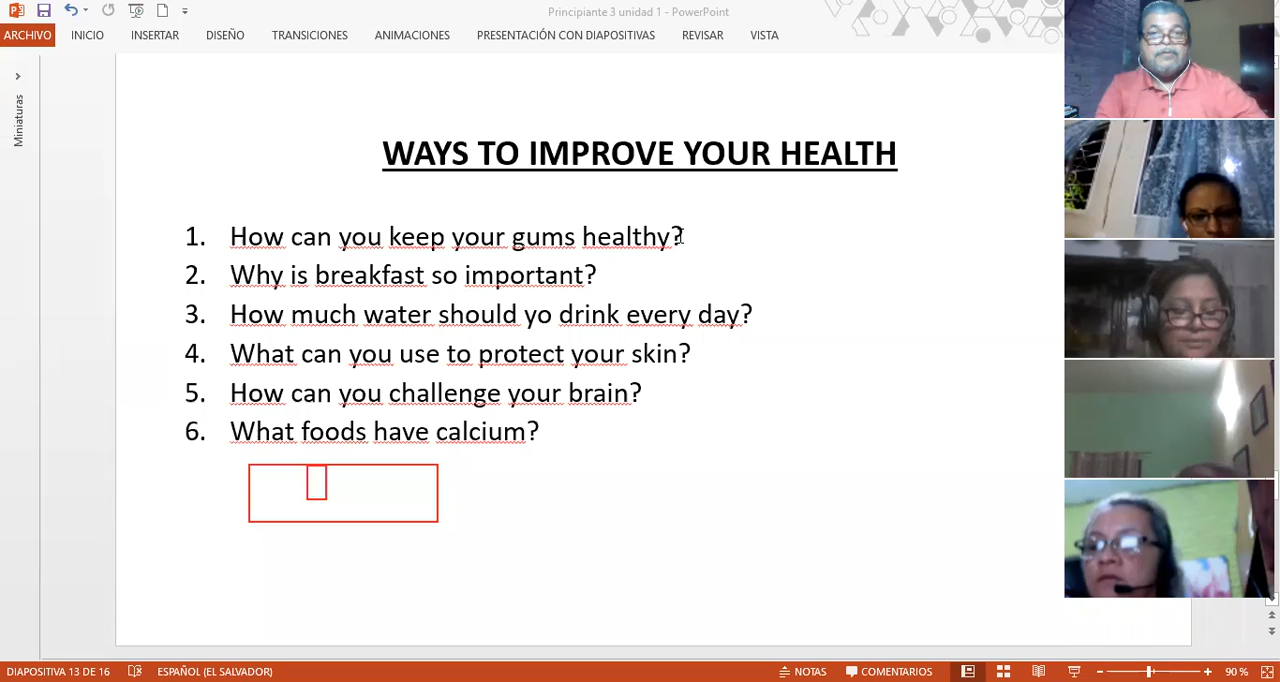 Principiante 3 unidad 1 - PowerPoint
ARCHIVO INICIO INSERTAR DISEÑO TRANSICIONES ANIMACIONES PRESENTACIÓN CON DIAPOSITIVAS REVISAR VISTA
Miniaturas
WAYS TO IMPROVE YOUR HEALTH
1. How can you keep your gums healthy?
2. Why is breakfast so important?
3. How much water should yo drink every day?
4. What can you use to protect your skin?
5. How can you challenge your brain?
6. What foods have calcium?
DIAPOSITIVA 13 DE 16 ESPAÑOL (EL SALVADOR) NOTAS COMENTARIOS 90 %